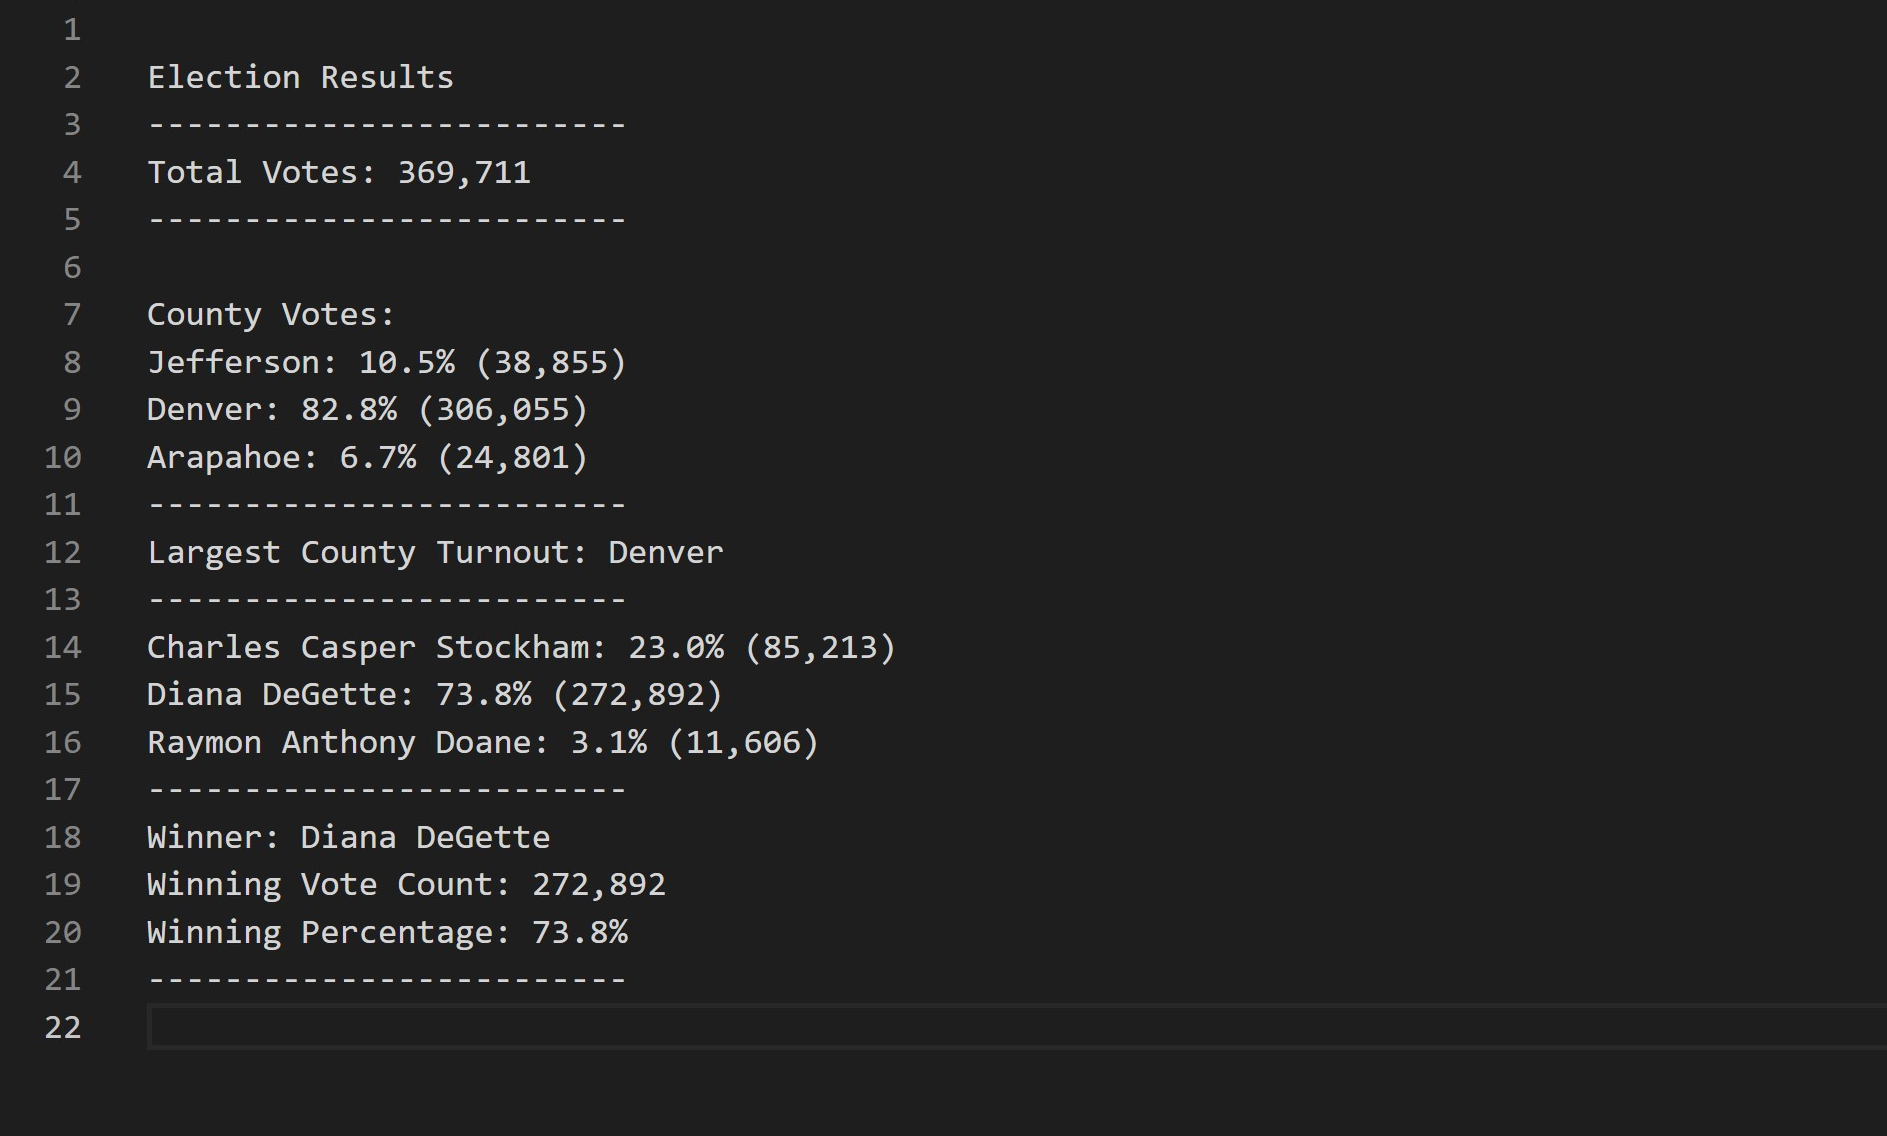 1
2 Election Results
3 -------------------------
4 Total Votes: 369,711
5 -------------------------
6
7 County Votes:
8 Jefferson: 10.5% (38,855)
9 Denver: 82.8% (306,055)
10 Arapahoe: 6.7% (24,801)
11 -------------------------
12 Largest County Turnout: Denver
13 -------------------------
14 Charles Casper Stockham: 23.0% (85,213)
15 Diana DeGette: 73.8% (272,892)
16 Raymon Anthony Doane: 3.1% (11,606)
17 -------------------------
18 Winner: Diana DeGette
19 Winning Vote Count: 272,892
20 Winning Percentage: 73.8%
21 -------------------------
22